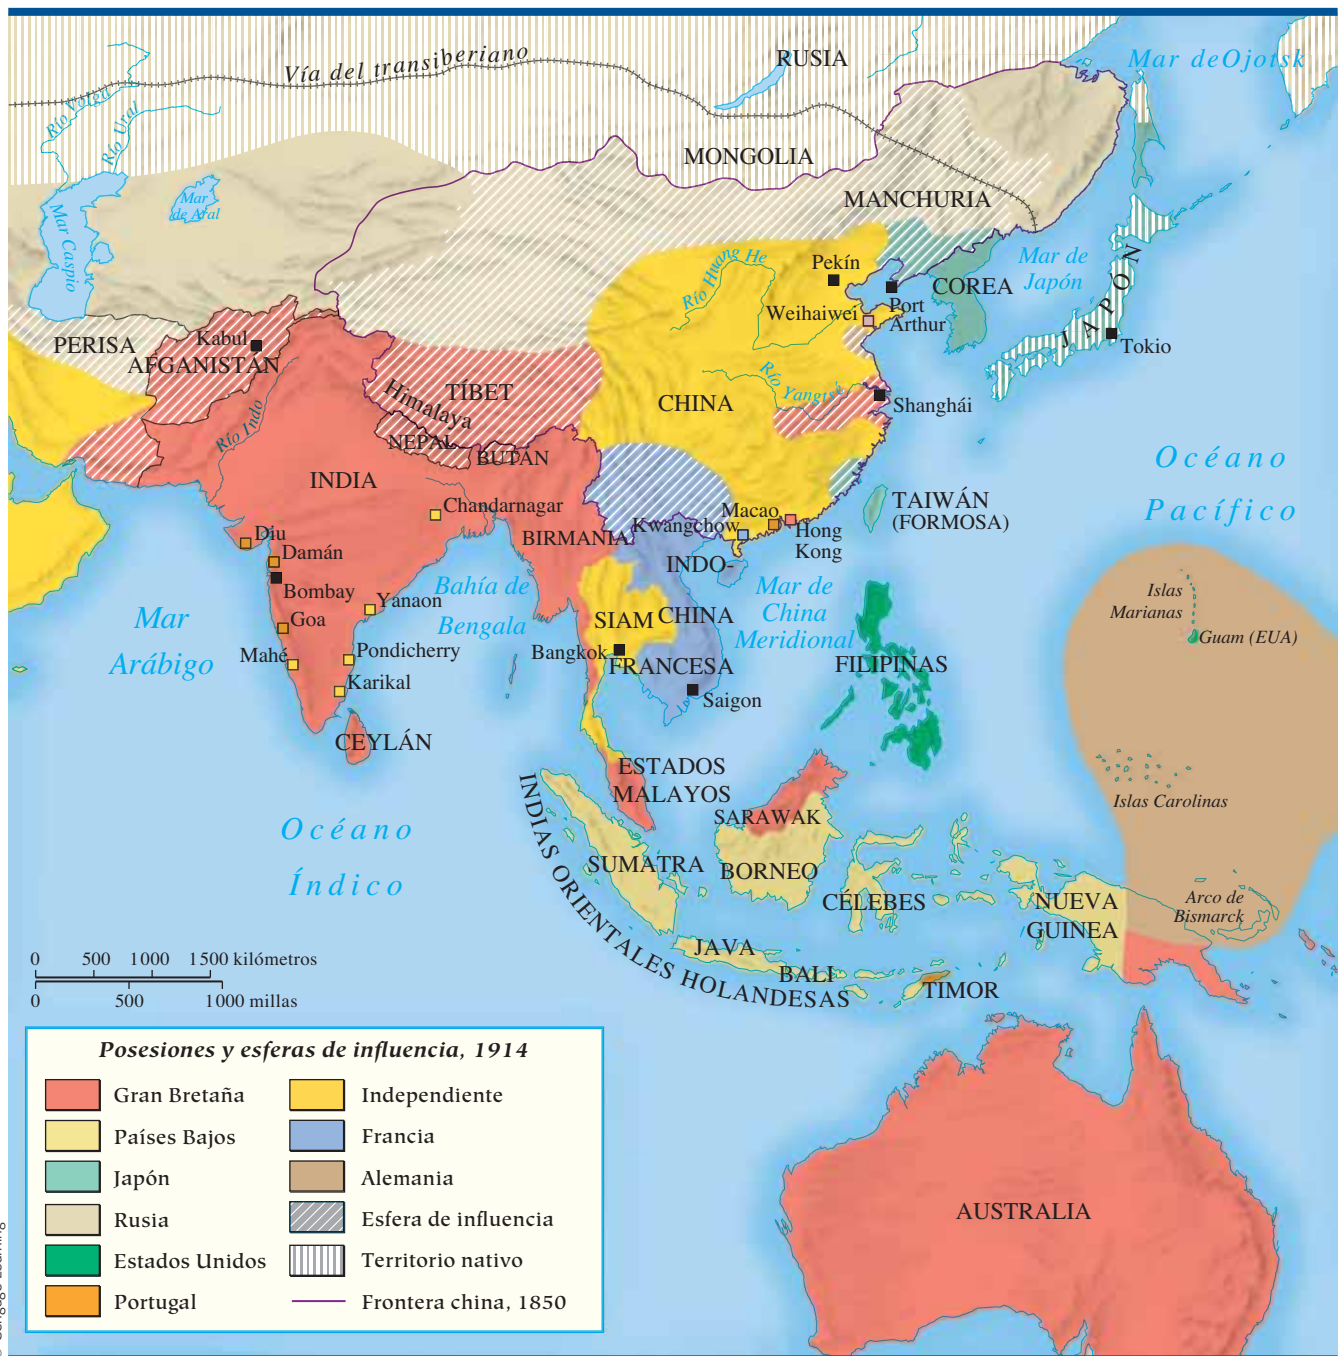 Vía del transiberiano
RUSIA
Mar deOjotsk
Río Volga
Río Ural
MONGOLIA
Mar
de Aral
MANCHURIA
Mar Caspio
Río Huang He
Pekín
Mar de
Japón
JAPÓN
COREA
Weihaiwei
Port
Arthur
Kabul
PERISA
AFGANISTÁN
Tokio
TÍBET
Himalaya
Río Yangtsé
CHINA
Shanghái
Río Indo
NEPAL
BUTÁN
Océano
Pacífico
INDIA
Chandarnagar
TAIWÁN
(FORMOSA)
Macao
Kwangchow
Hong
Kong
BIRMANIA
Diu
Damán
INDO-
CHINA
FRANCESA
Bombay
Bahía de
Bengala
Mar de
China
Meridional
Islas
Marianas
Yanaon
Mar
Arábigo
Goa
SIAM
Guam (EUA)
Mahé
Pondicherry
Bangkok
FILIPINAS
Karikal
Saigon
CEYLÁN
ESTADOS
MALAYOS
Islas Carolinas
SARAWAK
Océano
Índico
INDIAS ORIENTALES HOLANDESAS
SUMATRA
BORNEO
CÉLEBES
NUEVA
GUINEA
Arco de
Bismarck
JAVA
BALI
TIMOR
0 500 1000 1500 kilómetros
0 500 1000 millas
AUSTRALIA
Posesiones y esferas de influencia, 1914
Gran Bretaña
Países Bajos
Japón
Rusia
Estados Unidos
Portugal
Independiente
Francia
Alemania
Esfera de influencia
Territorio nativo
Frontera china, 1850